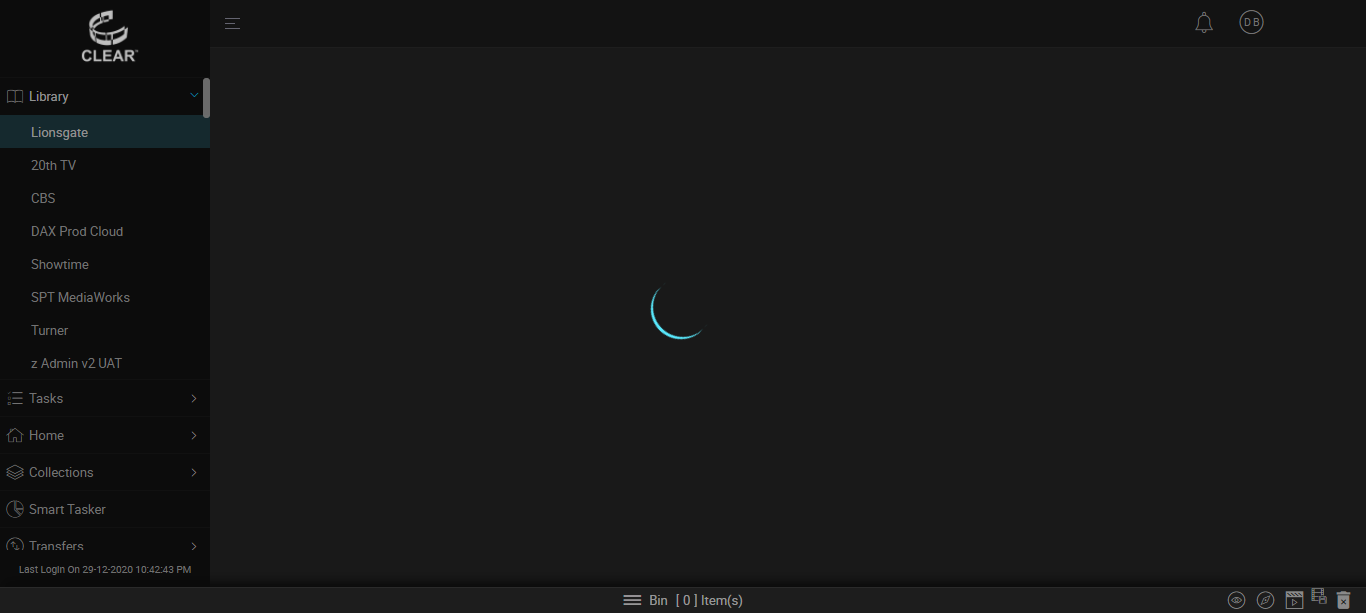 CLEAR
DB
Library
Lionsgate
20th TV
CBS
DAX Prod Cloud
Showtime
SPT MediaWorks
Turner
z Admin v2 UAT
Tasks
Home
Collections
Smart Tasker
Transfers
Last Login On 29-12-2020 10:42:43 PM
Bin [ 0 ] Item(s)